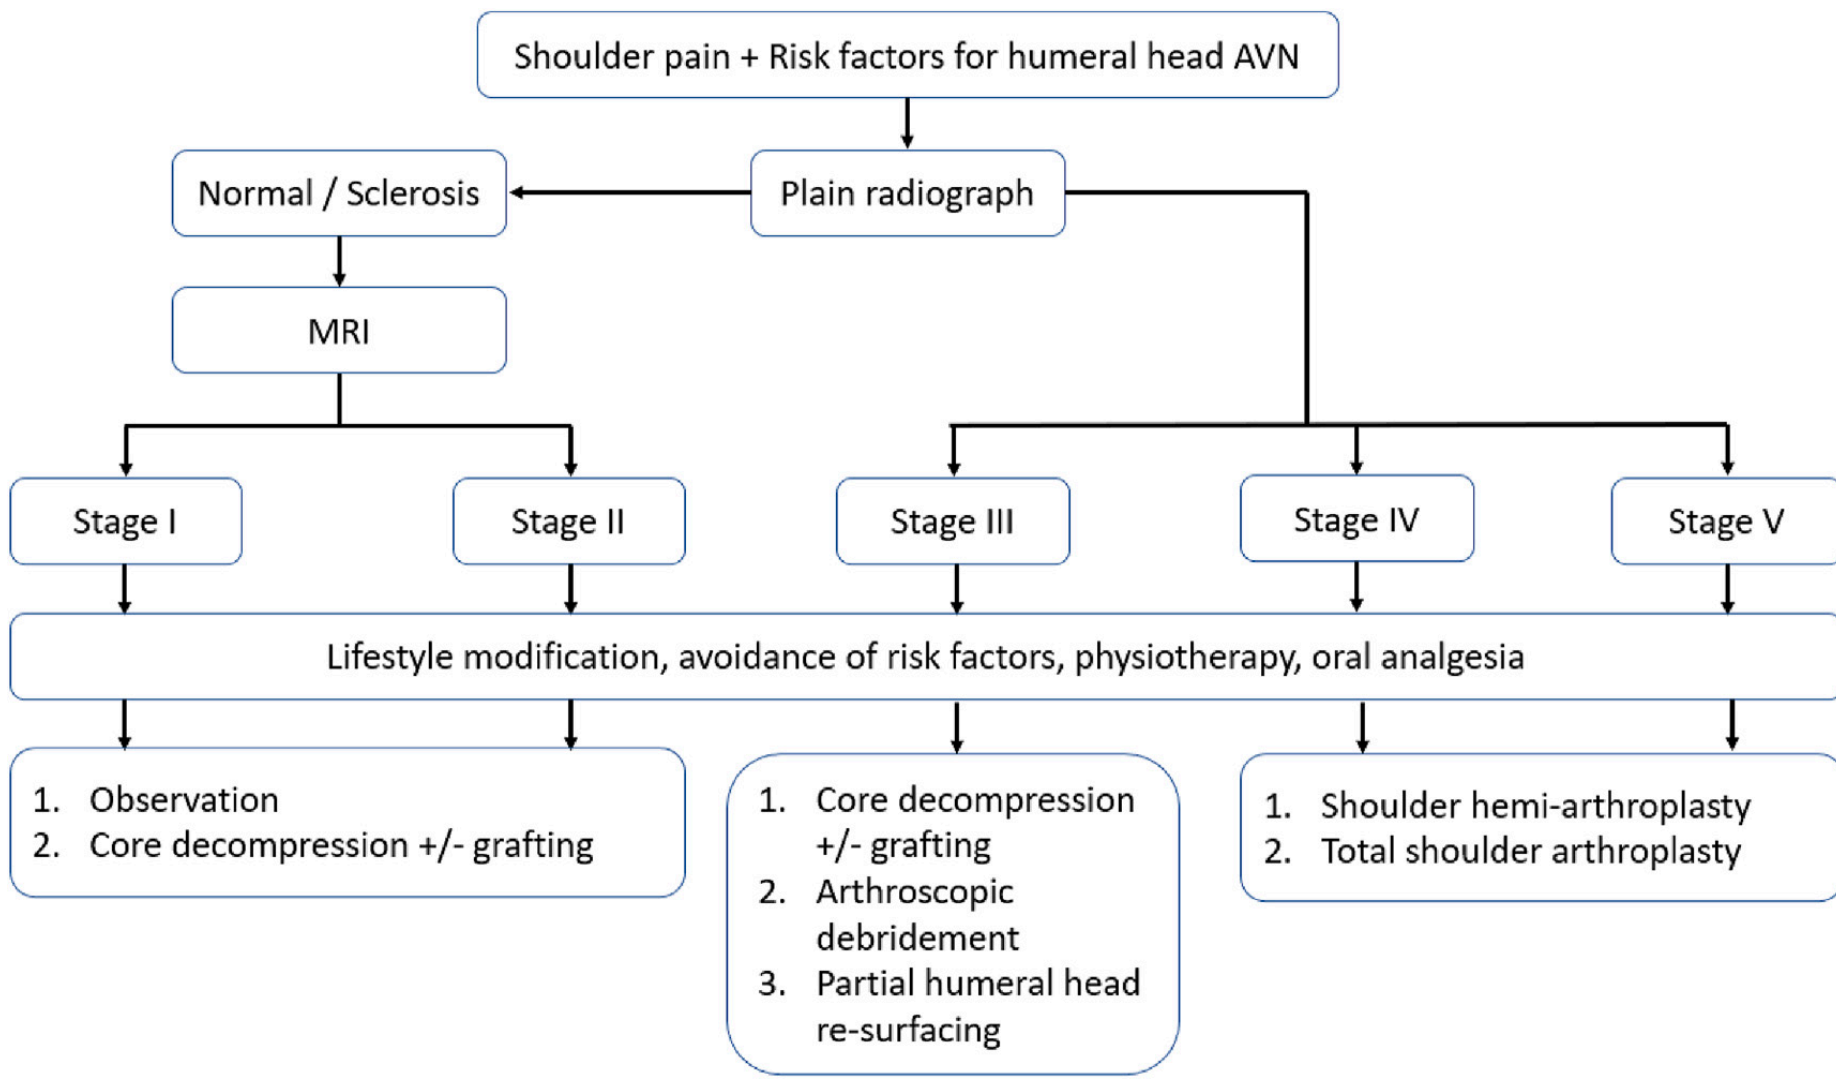 Shoulder pain + Risk factors for humeral head AVN
Normal / Sclerosis
Plain radiograph
MRI
Stage I
Stage II
Stage III
Stage IV
Stage V
Lifestyle modification, avoidance of risk factors, physiotherapy, oral analgesia
1. Observation
2. Core decompression +/- grafting
1. Core decompression
+/- grafting
2. Arthroscopic
debridement
3. Partial humeral head
re-surfacing
1. Shoulder hemi-arthroplasty
2. Total shoulder arthroplasty